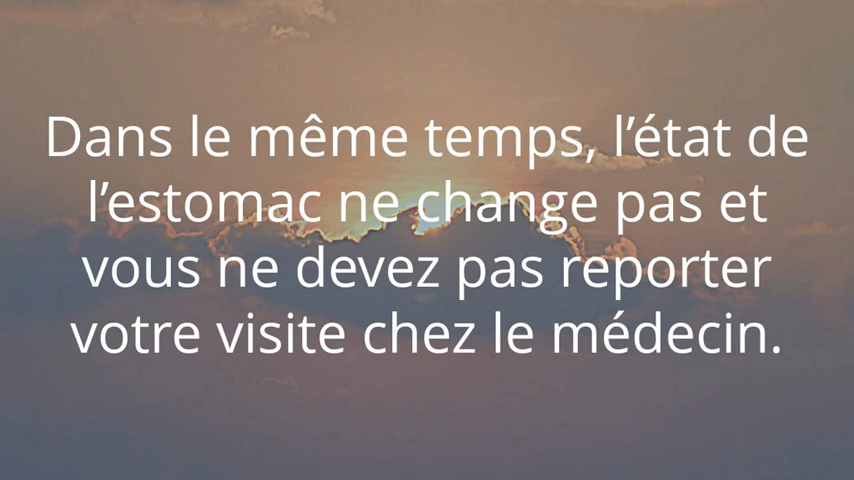 Dans le même temps, l’état de
l’estomac ne change pas et
vous ne devez pas reporter
votre visite chez le médecin.